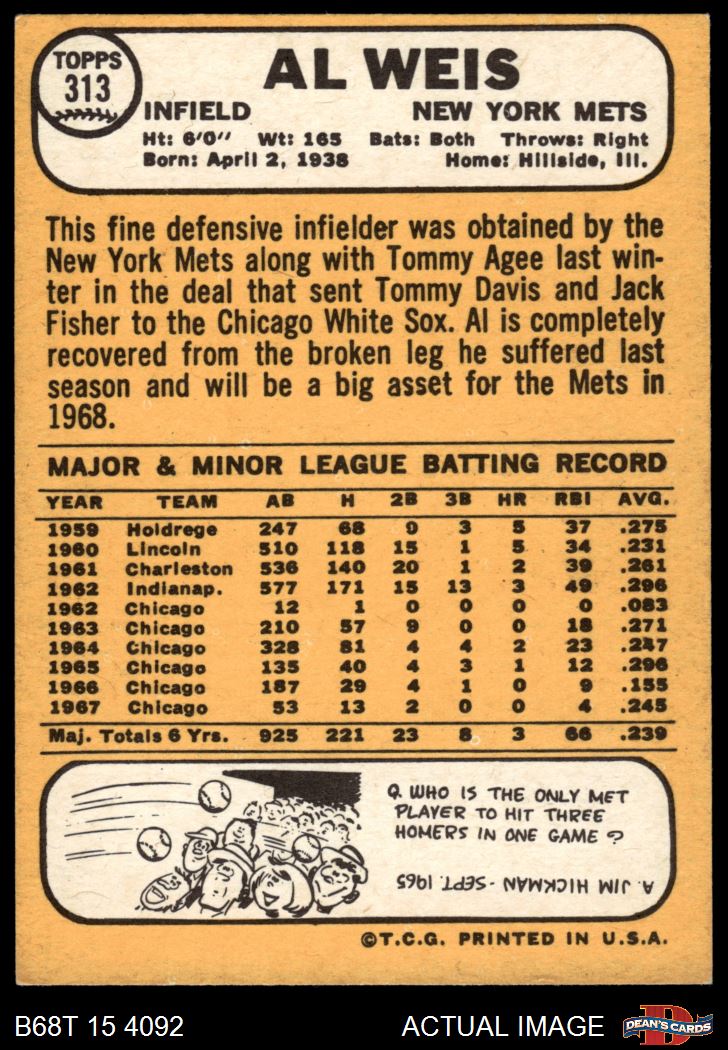 TOPPS
313
AL WEIS
INFIELD NEW YORK METS
Ht: 6'0" Wt: 165 Bats: Both Throws: Right
Born: April 2, 1938 Home: Hillside, Ill.
This fine defensive infielder was obtained by the
New York Mets along with Tommy Agee last win-
ter in the deal that sent Tommy Davis and Jack
Fisher to the Chicago White Sox. Al is completely
recovered from the broken leg he suffered last
season and will be a big asset for the Mets in
1968.
MAJOR & MINOR LEAGUE BATTING RECORD
YEAR TEAM AB H 2B 3B HR RBI AVG.
1959 Holdrege 247 68 9 3 5 37 .275
1960 Lincoln 510 118 15 1 5 34 .231
1961 Charleston 536 140 20 1 2 39 .261
1962 Indianap. 577 171 15 13 3 49 .296
1962 Chicago 12 1 0 0 0 0 .083
1963 Chicago 210 57 9 0 0 18 .271
1964 Chicago 328 81 4 4 2 23 .247
1965 Chicago 135 40 4 3 1 12 .296
1966 Chicago 187 29 4 1 0 9 .155
1967 Chicago 53 13 2 0 0 4 .245
Maj. Totals 6 Yrs. 925 221 23 8 3 66 .239
Q. WHO IS THE ONLY MET
PLAYER TO HIT THREE
HOMERS IN ONE GAME?
A. JIM HICKMAN - SEPT. 1965
©T.C.G. PRINTED IN U.S.A.
B68T 15 4092 ACTUAL IMAGE
D
DEAN'S CARDS